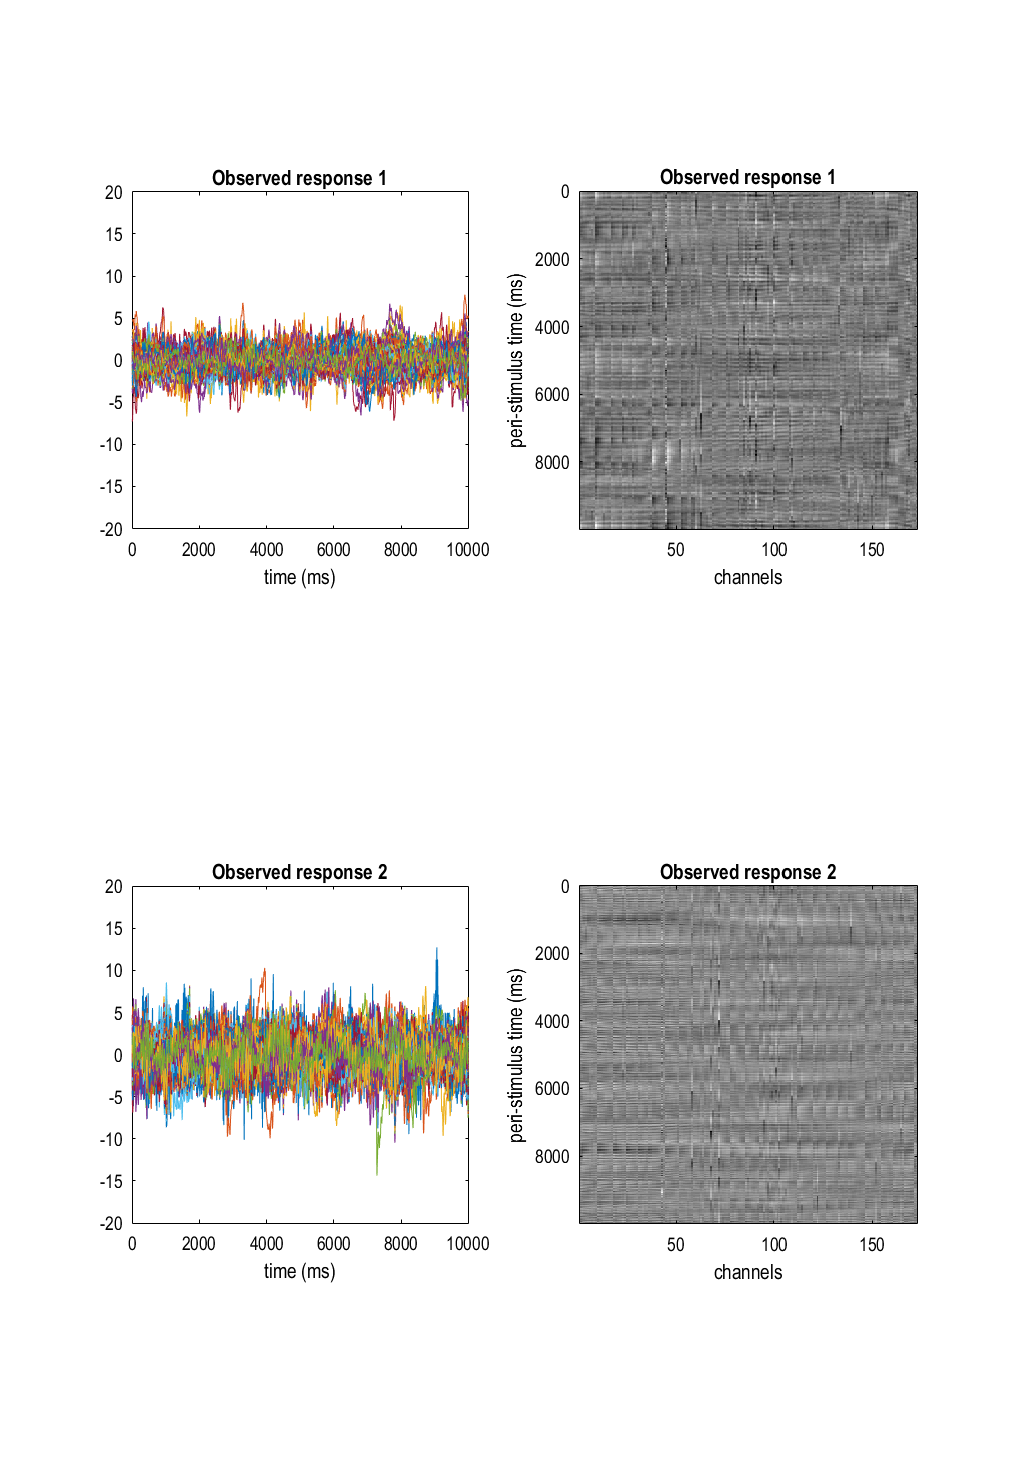 Observed response 1
20
15
10
5
0
-5
-10
-15
-20
0 2000 4000 6000 8000 10000
time (ms)
Observed response 1
0
2000
4000
6000
8000
peri-stimulus time (ms)
50 100 150
channels
Observed response 2
20
15
10
5
0
-5
-10
-15
-20
0 2000 4000 6000 8000 10000
time (ms)
Observed response 2
0
2000
4000
6000
8000
peri-stimulus time (ms)
50 100 150
channels